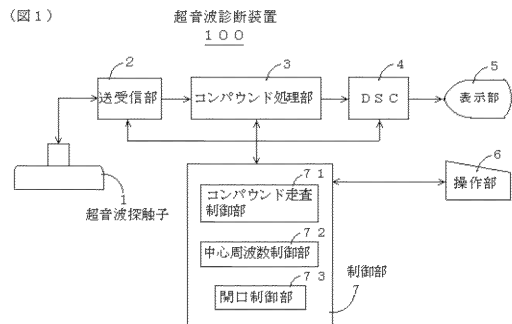 (図1)
超音波診断装置
100
2
送受信部
3
コンパウンド処理部
4
DSC
5
表示部
1
超音波探触子
6
操作部
71
コンパウンド走査
制御部
72
中心周波数制御部
73
開口制御部
制御部
7